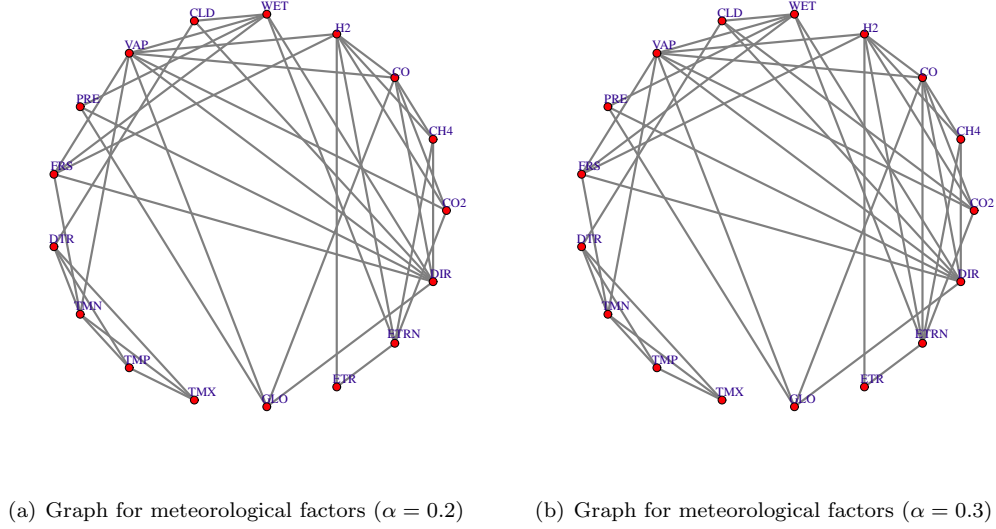 WET
CLD
H2
VAP
CO
PRE
CH4
FRS
CO2
DTR
DIR
TMN
ETRN
TMP
ETR
TMX
GLO
WET
CLD
H2
VAP
CO
PRE
CH4
FRS
CO2
DTR
DIR
TMN
ETRN
TMP
ETR
TMX
GLO
(a) Graph for meteorological factors (α = 0.2)
(b) Graph for meteorological factors (α = 0.3)